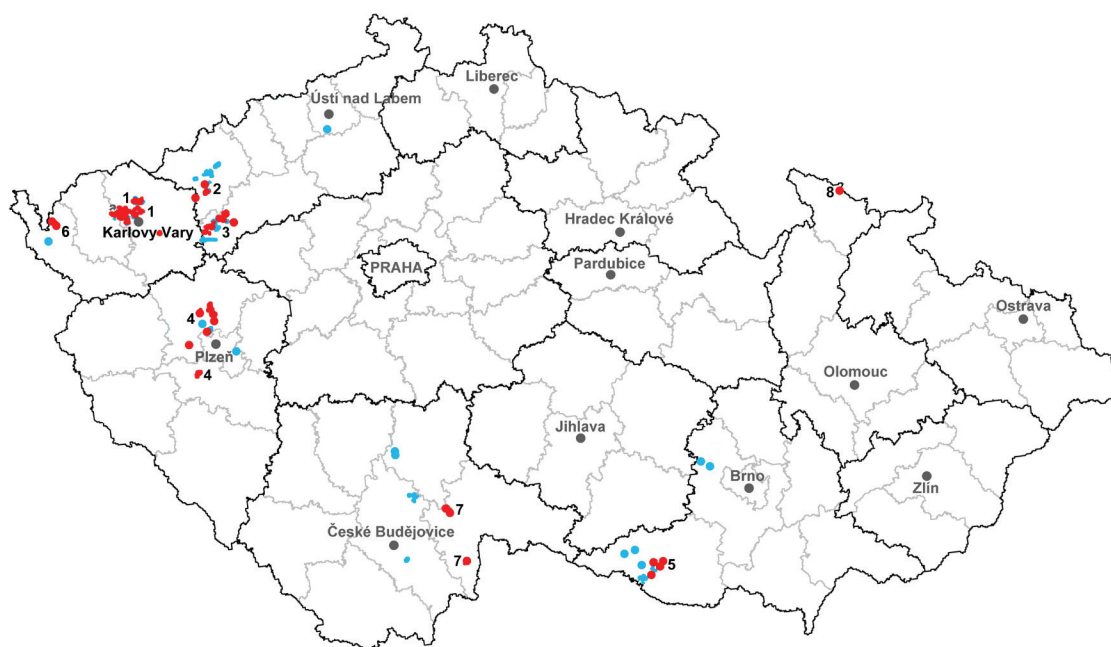 Liberec
Ústí nad Labem
2
1
1
8
Karlovy Vary
3
6
Hradec Králové
PRAHA
Pardubice
Ostrava
4
Plzeň
4
Olomouc
Jihlava
Brno
Zlín
7
České Budějovice
7
5